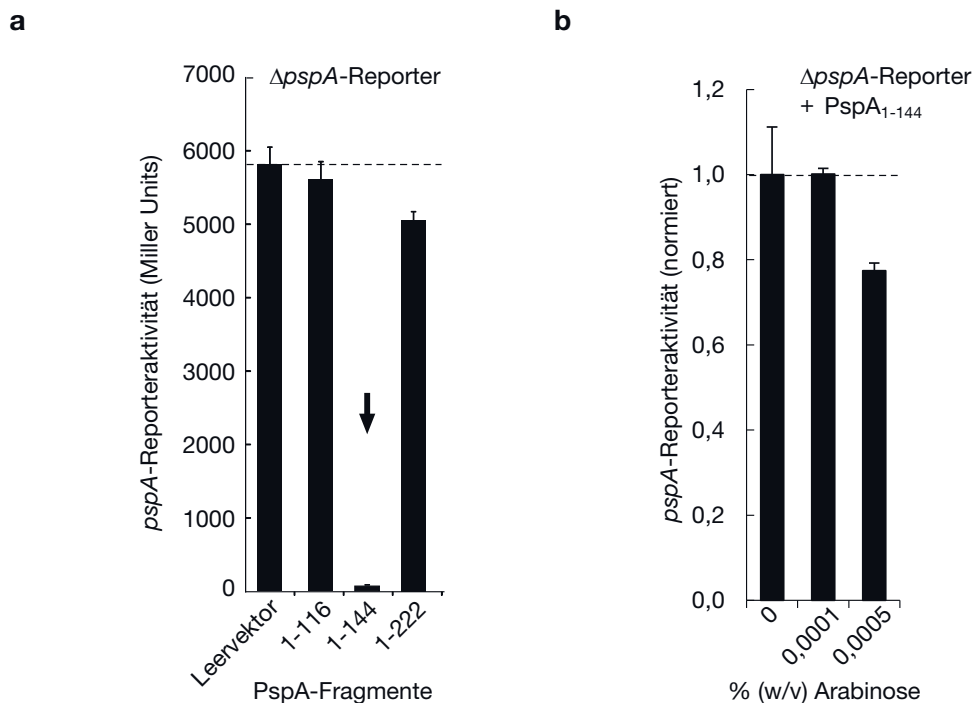 a
ΔpspA-Reporter
pspA-Reporteraktivität (Miller Units)
7000
6000
5000
4000
3000
2000
1000
0
Leervektor
1-116
1-144
1-222
PspA-Fragmente
b
ΔpspA-Reporter
+ PspA1-144
pspA-Reporteraktivität (normiert)
1,2
1,0
0,8
0,6
0,4
0,2
0,0
0
0,0001
0,0005
% (w/v) Arabinose